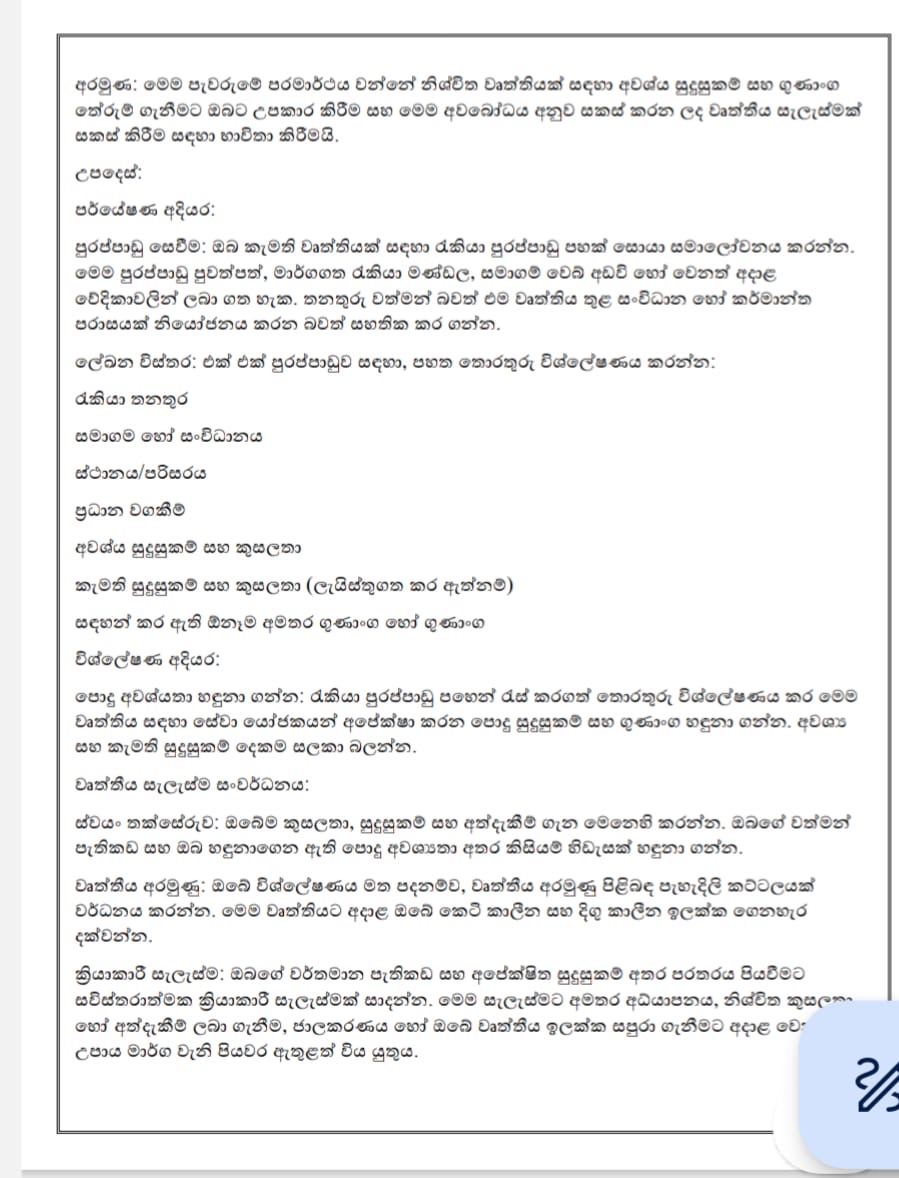 අරමුණ: මෙම පැවරුමේ පරමාර්ථය වන්නේ නිශ්චිත වෘත්තියක් සඳහා අවශ්ය සුදුසුකම් සහ ගුණාංග
තේරුම් ගැනීමට ඔබට උපකාර කිරීම සහ මෙම අවබෝධය අනුව සකස් කරන ලද වෘත්තීය සැලැස්මක්
සකස් කිරීම සඳහා භාවිතා කිරීමයි.
උපදෙස්:
පර්යේෂණ අදියර:
පුරප්පාඩු සෙවීම: ඔබ කැමති වෘත්තියක් සඳහා රැකියා පුරප්පාඩු පහක් සොයා සමාලෝචනය කරන්න.
මෙම පුරප්පාඩු පුවත්පත්, මාර්ගගත රැකියා මණ්ඩල, සමාගම් වෙබ් අඩවි හෝ වෙනත් අදාළ
වේදිකාවලින් ලබා ගත හැක. තනතුරු වත්මන් බවත් එම වෘත්තිය තුළ සංවිධාන හෝ කර්මාන්ත
පරාසයක් නියෝජනය කරන බවත් සහතික කර ගන්න.
ලේඛන විස්තර: එක් එක් පුරප්පාඩුව සඳහා, පහත තොරතුරු විශ්ලේෂණය කරන්න:
රැකියා තනතුර
සමාගම හෝ සංවිධානය
ස්ථානය/පරිසරය
ප්‍රධාන වගකීම්
අවශ්ය සුදුසුකම් සහ කුසලතා
කැමති සුදුසුකම් සහ කුසලතා (ලැයිස්තුගත කර ඇත්නම්)
සඳහන් කර ඇති ඕනෑම අමතර ගුණාංග හෝ ගුණාංග
විශ්ලේෂණ අදියර:
පොදු අවශ්යතා හඳුනා ගන්න: රැකියා පුරප්පාඩු පහෙන් රැස් කරගත් තොරතුරු විශ්ලේෂණය කර මෙම
වෘත්තිය සඳහා සේවා යෝජකයන් අපේක්ෂා කරන පොදු සුදුසුකම් සහ ගුණාංග හඳුනා ගන්න. අවශ්‍ය
සහ කැමති සුදුසුකම් දෙකම සලකා බලන්න.
වෘත්තීය සැලැස්ම සංවර්ධනය:
ස්වයං තක්සේරුව: ඔබේම කුසලතා, සුදුසුකම් සහ අත්දැකීම් ගැන මෙනෙහි කරන්න. ඔබගේ වත්මන්
පැතිකඩ සහ ඔබ හඳුනාගෙන ඇති පොදු අවශ්‍යතා අතර කිසියම් හිඩැසක් හඳුනා ගන්න.
වෘත්තීය අරමුණු: ඔබේ විශ්ලේෂණය මත පදනම්ව, වෘත්තීය අරමුණු පිළිබඳ පැහැදිලි කට්ටලයක්
වර්ධනය කරන්න. මෙම වෘත්තියට අදාළ ඔබේ කෙටි කාලීන සහ දිගු කාලීන ඉලක්ක ගෙනහැර
දක්වන්න.
ක්‍රියාකාරී සැලැස්ම: ඔබගේ වර්තමාන පැතිකඩ සහ අපේක්ෂිත සුදුසුකම් අතර පරතරය පියවීමට
සවිස්තරාත්මක ක්‍රියාකාරී සැලැස්මක් සාදන්න. මෙම සැලැස්මට අමතර අධ්යාපනය, නිශ්චිත
හෝ අත්දැකීම් ලබා ගැනීම, ජාලකරණය හෝ ඔබේ වෘත්තීය ඉලක්ක සපුරා ගැනීමට අදාළ
උපාය මාර්ග වැනි පියවර ඇතුළත් විය යුතුය.